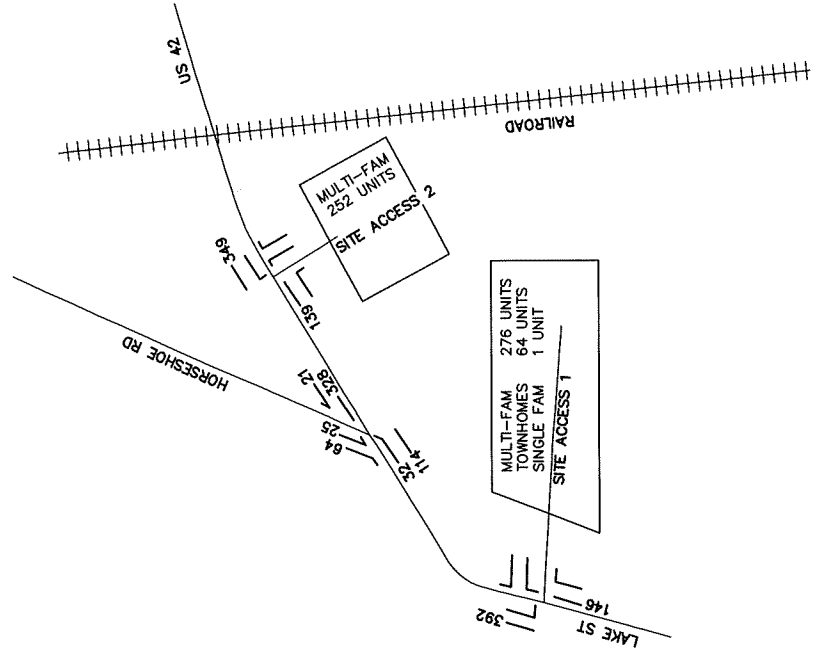 US 42
RAILROAD
MULTI-FAM
252 UNITS
SITE ACCESS 2
349
139
HORSESHOE RD
21
328
25
64
32
114
MULTI-FAM 276 UNITS
TOWNHOMES 64 UNITS
SINGLE FAM 1 UNIT
SITE ACCESS 1
392
146
LAKE ST